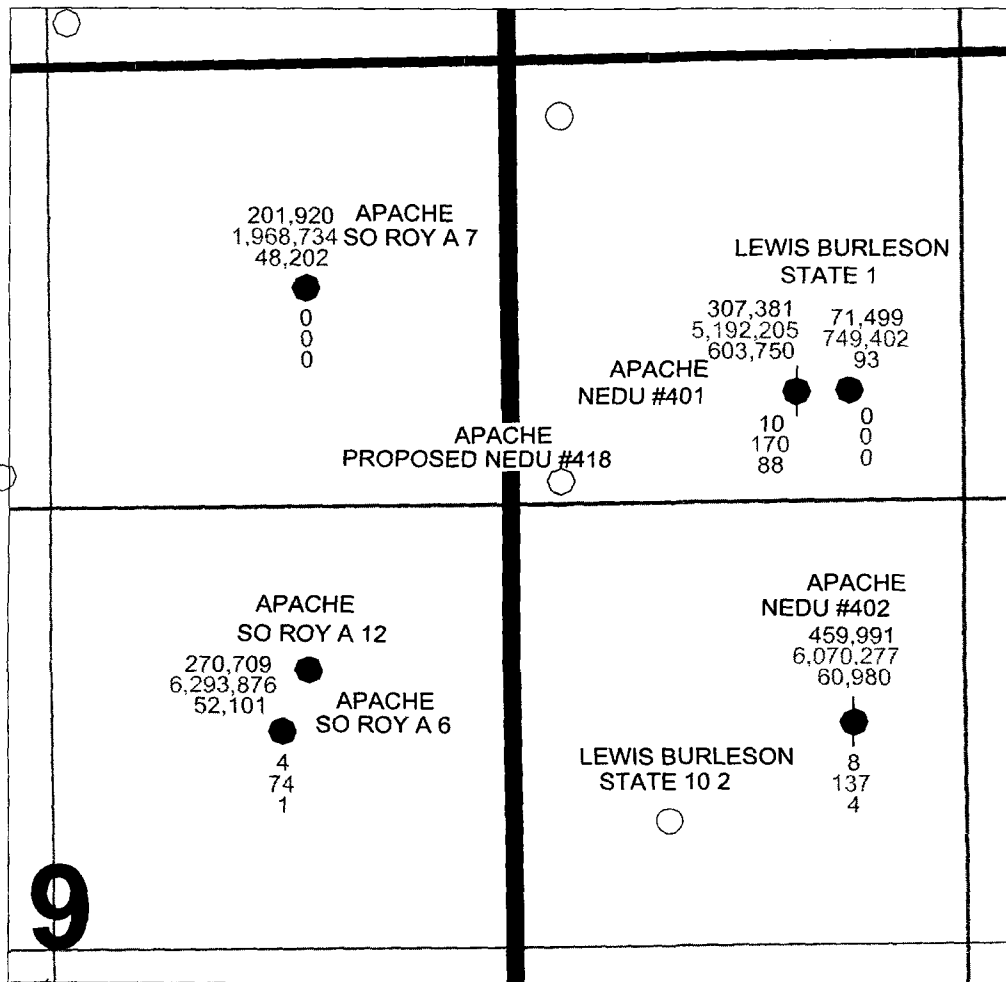 201,920
1,968,734
48,202
APACHE
SO ROY A 7
0
0
0
LEWIS BURLESON
STATE 1
307,381
5,192,205
603,750
71,499
749,402
93
APACHE
NEDU #401
10
170
88
0
0
0
APACHE
PROPOSED NEDU #418
APACHE
SO ROY A 12
270,709
6,293,876
52,101
APACHE
SO ROY A 6
4
74
1
APACHE
NEDU #402
459,991
6,070,277
60,980
8
137
4
LEWIS BURLESON
STATE 10 2
9